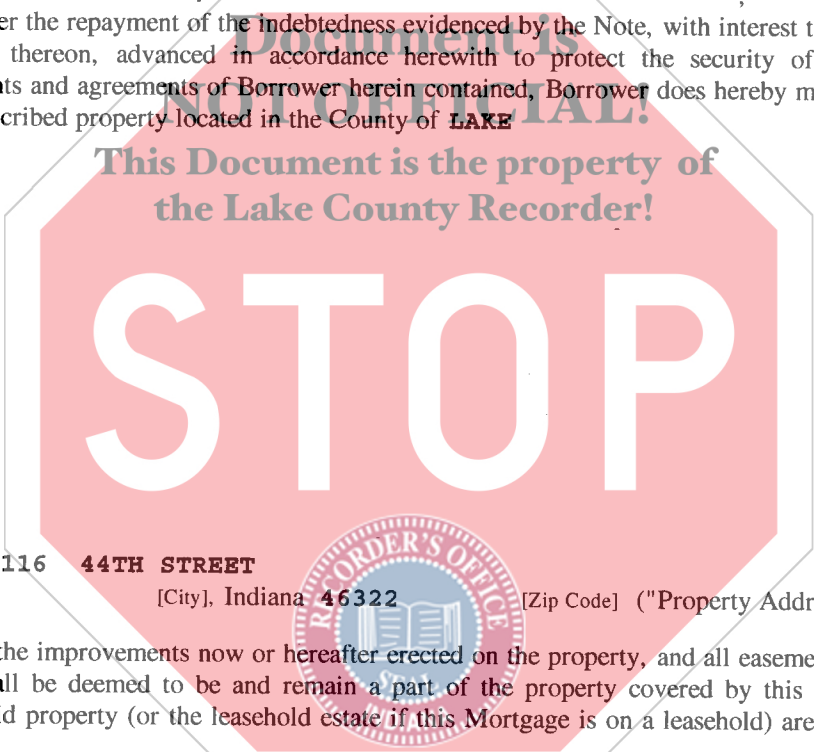 er the repayment of the indebtedness evidenced by the Note, with interest t
Document is
thereon, advanced in accordance herewith to protect the security of
nts and agreements of Borrower herein contained, Borrower does hereby m
NOT OFFICIAL!
cribed property located in the County of LAKE
This Document is the property of
the Lake County Recorder!
STOP
116 44TH STREET
[City], Indiana 46322 [Zip Code] ("Property Addr
RECORDER'S OFFICE
the improvements now or hereafter erected on the property, and all easeme
all be deemed to be and remain a part of the property covered by this
SEAL
d property (or the leasehold estate if this Mortgage is on a leasehold) are